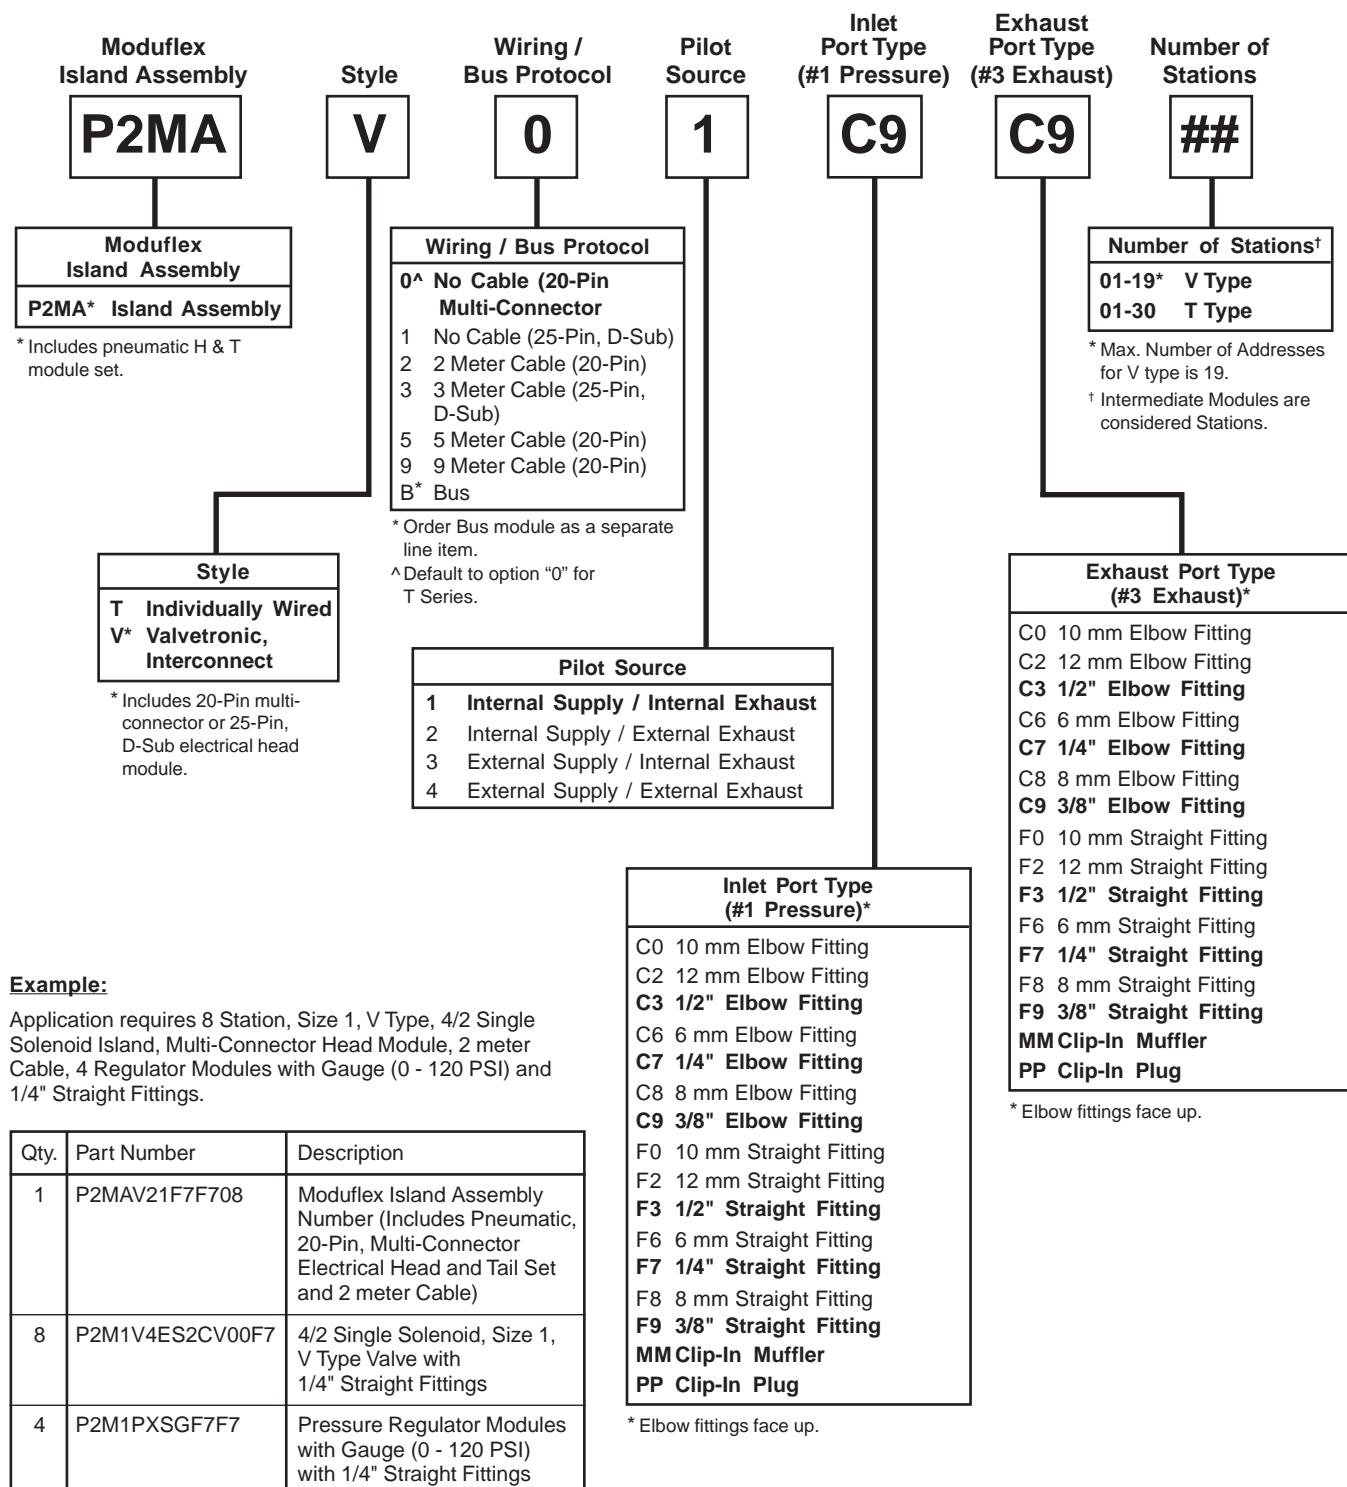 Moduflex
Island Assembly
Style
Wiring /
Bus Protocol
Pilot
Source
Inlet
Port Type
(#1 Pressure)
Exhaust
Port Type
(#3 Exhaust)
Number of
Stations
P2MA
V
0
1
C9
C9
##
Moduflex
Island Assembly
P2MA* Island Assembly
* Includes pneumatic H & T
module set.
Wiring / Bus Protocol
0^ No Cable (20-Pin
Multi-Connector
1 No Cable (25-Pin, D-Sub)
2 2 Meter Cable (20-Pin)
3 3 Meter Cable (25-Pin,
D-Sub)
5 5 Meter Cable (20-Pin)
9 9 Meter Cable (20-Pin)
B* Bus
* Order Bus module as a separate
line item.
^ Default to option “0” for
T Series.
Number of Stations†
01-19* V Type
01-30 T Type
* Max. Number of Addresses
for V type is 19.
† Intermediate Modules are
considered Stations.
Style
T Individually Wired
V* Valvetronic,
Interconnect
* Includes 20-Pin multi-
connector or 25-Pin,
D-Sub electrical head
module.
Pilot Source
1 Internal Supply / Internal Exhaust
2 Internal Supply / External Exhaust
3 External Supply / Internal Exhaust
4 External Supply / External Exhaust
Exhaust Port Type
(#3 Exhaust)*
C0 10 mm Elbow Fitting
C2 12 mm Elbow Fitting
C3 1/2" Elbow Fitting
C6 6 mm Elbow Fitting
C7 1/4" Elbow Fitting
C8 8 mm Elbow Fitting
C9 3/8" Elbow Fitting
F0 10 mm Straight Fitting
F2 12 mm Straight Fitting
F3 1/2" Straight Fitting
F6 6 mm Straight Fitting
F7 1/4" Straight Fitting
F8 8 mm Straight Fitting
F9 3/8" Straight Fitting
MM Clip-In Muffler
PP Clip-In Plug
* Elbow fittings face up.
Inlet Port Type
(#1 Pressure)*
C0 10 mm Elbow Fitting
C2 12 mm Elbow Fitting
C3 1/2" Elbow Fitting
C6 6 mm Elbow Fitting
C7 1/4" Elbow Fitting
C8 8 mm Elbow Fitting
C9 3/8" Elbow Fitting
F0 10 mm Straight Fitting
F2 12 mm Straight Fitting
F3 1/2" Straight Fitting
F6 6 mm Straight Fitting
F7 1/4" Straight Fitting
F8 8 mm Straight Fitting
F9 3/8" Straight Fitting
MM Clip-In Muffler
PP Clip-In Plug
* Elbow fittings face up.
Example:
Application requires 8 Station, Size 1, V Type, 4/2 Single
Solenoid Island, Multi-Connector Head Module, 2 meter
Cable, 4 Regulator Modules with Gauge (0 - 120 PSI) and
1/4" Straight Fittings.
Qty. Part Number Description
1 P2MAV21F7F708 Moduflex Island Assembly
Number (Includes Pneumatic,
20-Pin, Multi-Connector
Electrical Head and Tail Set
and 2 meter Cable)
8 P2M1V4ES2CV00F7 4/2 Single Solenoid, Size 1,
V Type Valve with
1/4" Straight Fittings
4 P2M1PXSGF7F7 Pressure Regulator Modules
with Gauge (0 - 120 PSI)
with 1/4" Straight Fittings